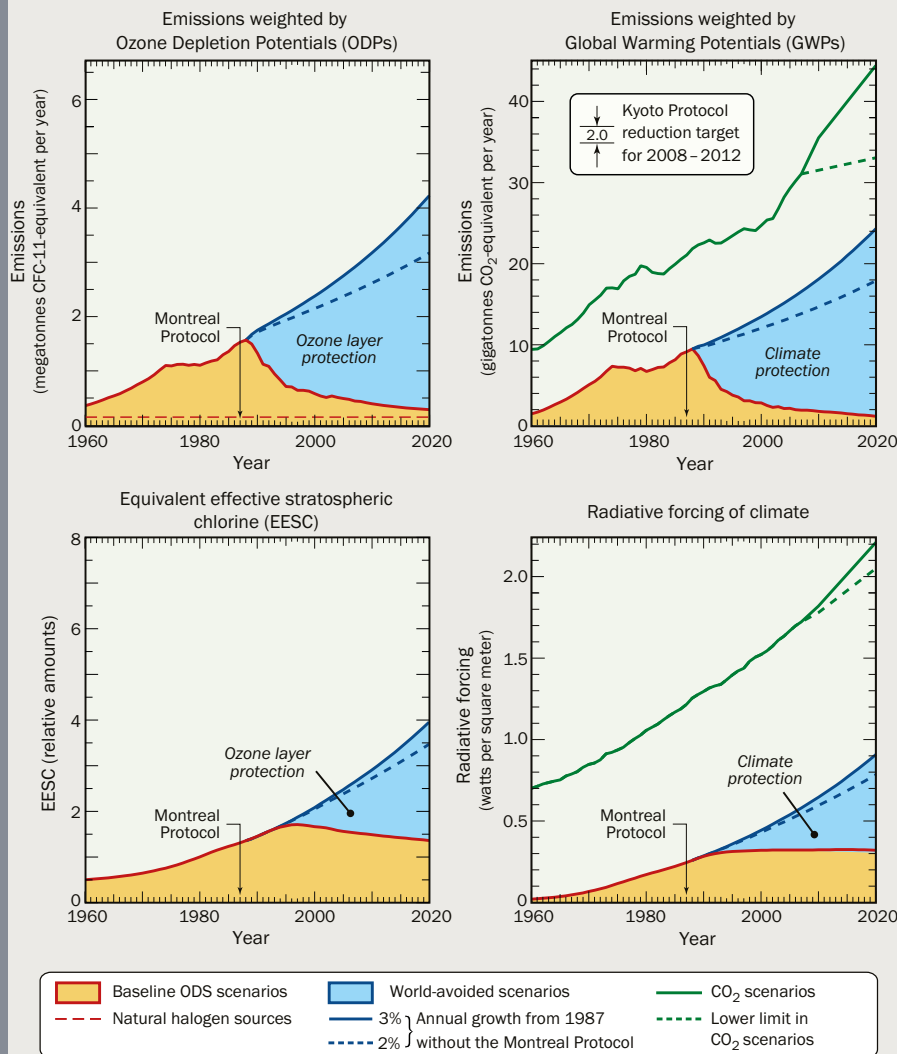 Emissions weighted by
Ozone Depletion Potentials (ODPs)
Emissions
(megatonnes CFC-11-equivalent per year)
6
4
2
0
Montreal
Protocol
Ozone layer
protection
1960
1980
2000
2020
Year
Emissions weighted by
Global Warming Potentials (GWPs)
Emissions
(gigatonnes CO₂-equivalent per year)
40
30
20
10
0
2.0
Kyoto Protocol
reduction target
for 2008–2012
Montreal
Protocol
Climate
protection
1960
1980
2000
2020
Year
Equivalent effective stratospheric
chlorine (EESC)
EESC (relative amounts)
8
6
4
2
0
Ozone layer
protection
Montreal
Protocol
1960
1980
2000
2020
Year
Radiative forcing of climate
Radiative forcing
(watts per square meter)
2.0
1.5
1.0
0.5
0
Climate
protection
Montreal
Protocol
1960
1980
2000
2020
Year
Baseline ODS scenarios
Natural halogen sources
World-avoided scenarios
3% } Annual growth from 1987
2% } without the Montreal Protocol
CO₂ scenarios
Lower limit in
CO₂ scenarios